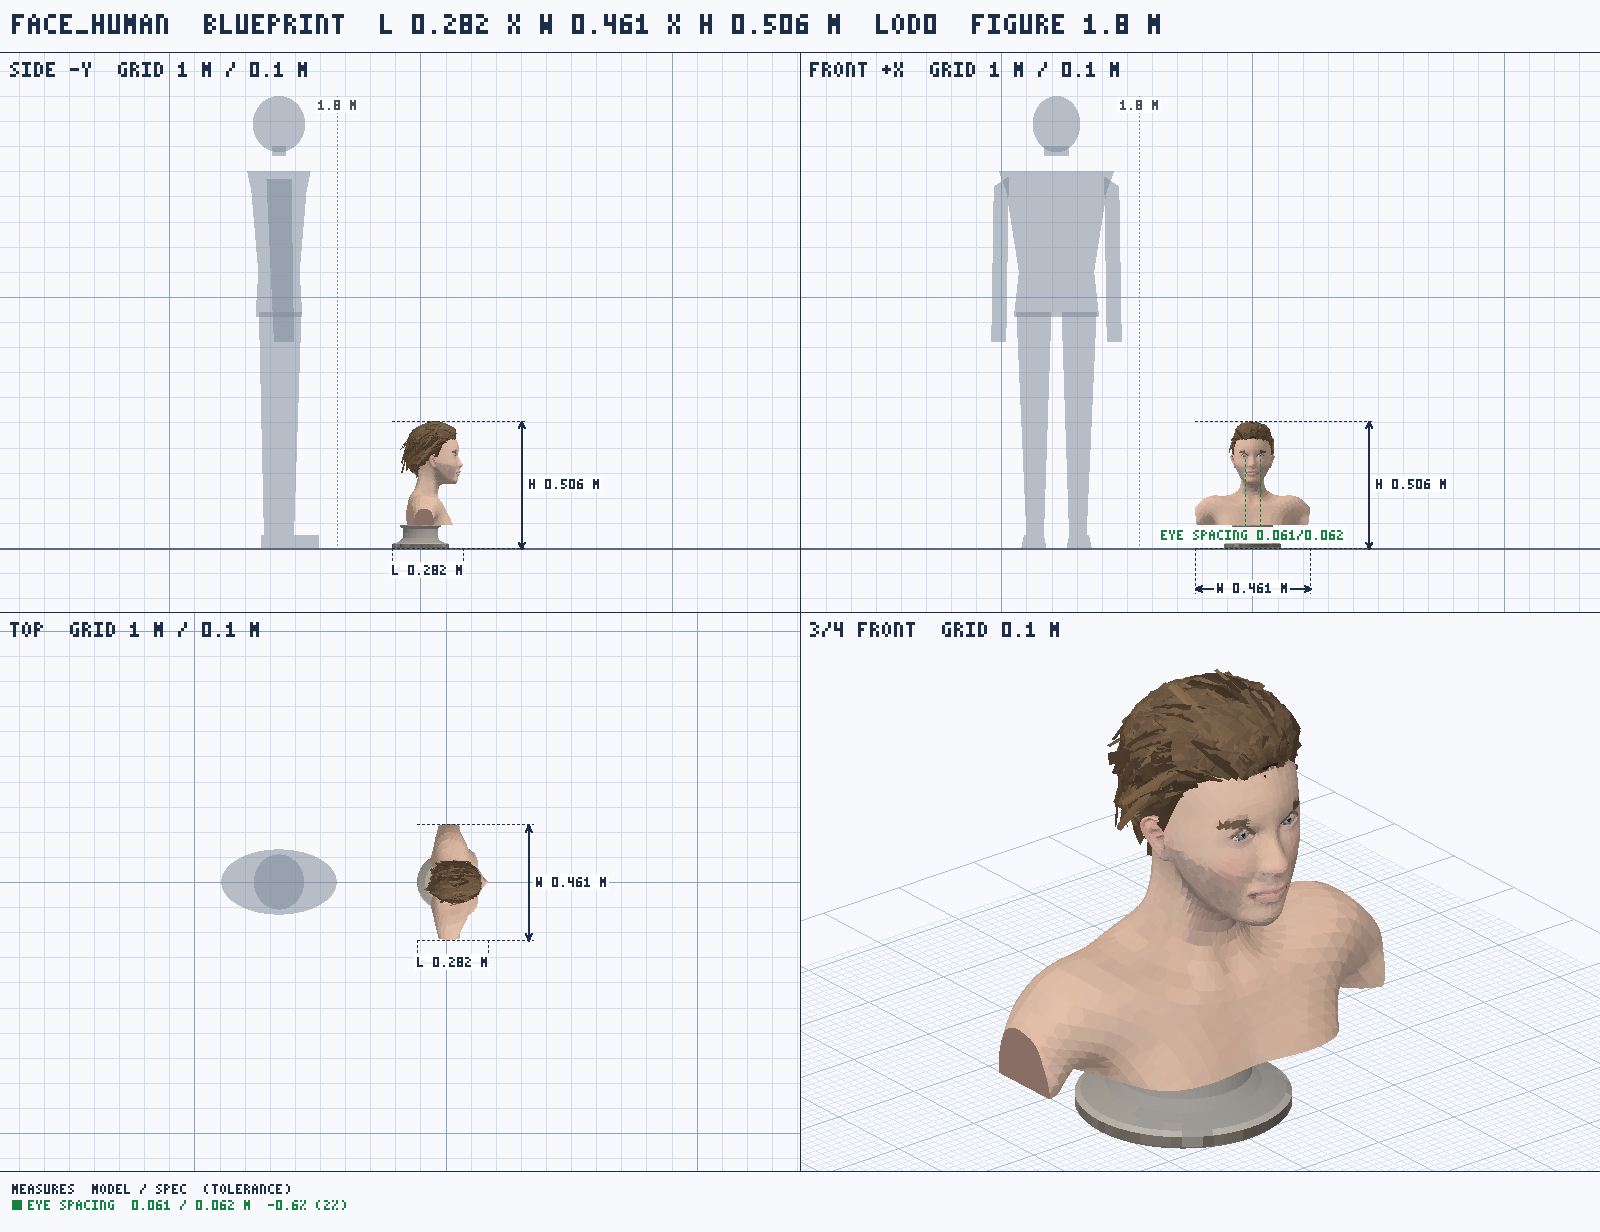 FACE_HUMAN BLUEPRINT L 0.282 X W 0.461 X H 0.506 M LOD0 FIGURE 1.8 M
SIDE -Y GRID 1 M / 0.1 M
1.8 M
H 0.506 M
L 0.282 M
FRONT +X GRID 1 M / 0.1 M
1.8 M
H 0.506 M
EYE SPACING 0.061/0.062
W 0.461 M
TOP GRID 1 M / 0.1 M
W 0.461 M
L 0.282 M
3/4 FRONT GRID 0.1 M
MEASURES MODEL / SPEC (TOLERANCE)
EYE SPACING 0.061 / 0.062 M -0.6% (2%)